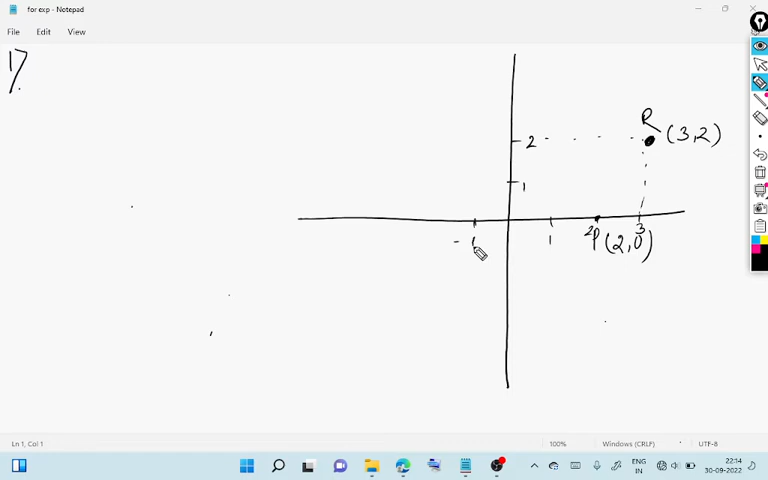 for exp - Notepad
File Edit View
1)
R
2 (3,2)
1
3
-1 1 2 P(2,0)
Ln 1, Col 1 100% Windows (CRLF) UTF-8
ENG 22:14
IN 30-09-2022